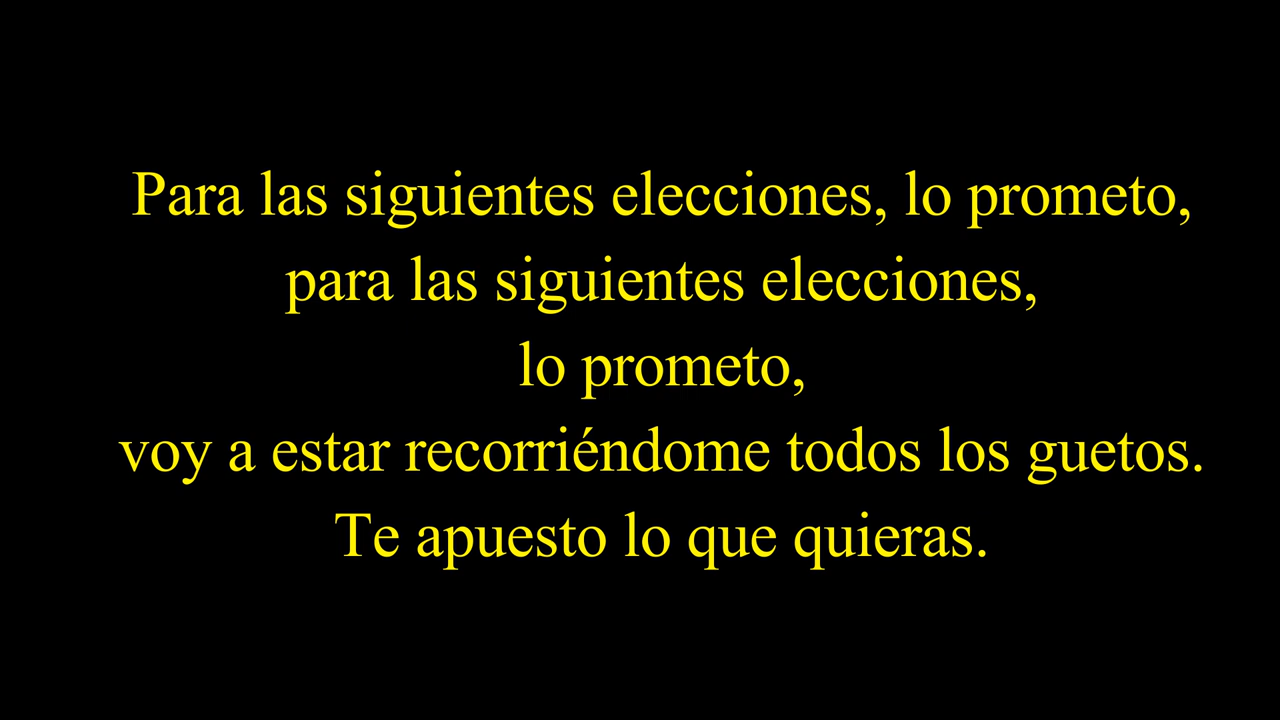 Para las siguientes elecciones, lo prometo,
para las siguientes elecciones,
lo prometo,
voy a estar recorriéndome todos los guetos.
Te apuesto lo que quieras.